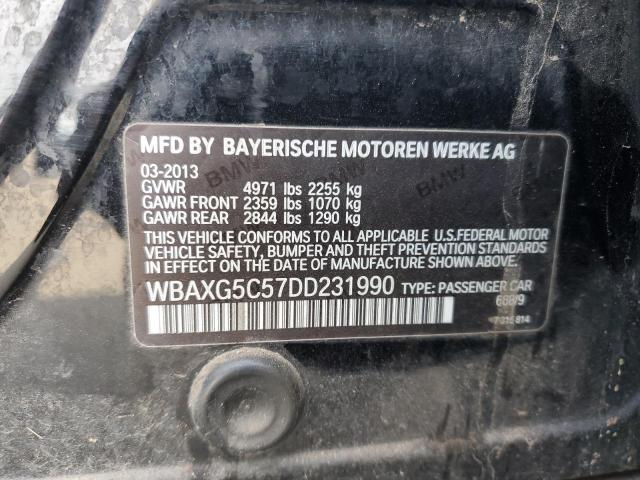 MFD BY BAYERISCHE MOTOREN WERKE AG
03-2013
GVWR 4971 lbs 2255 kg
GAWR FRONT 2359 lbs 1070 kg
GAWR REAR 2844 lbs 1290 kg
THIS VEHICLE CONFORMS TO ALL APPLICABLE U.S.FEDERAL MOTOR
VEHICLE SAFETY, BUMPER AND THEFT PREVENTION STANDARDS
IN EFFECT ON THE DATE OF MANUFACTURE SHOWN ABOVE.
WBAXG5C57DD231990 TYPE: PASSENGER CAR
668/9